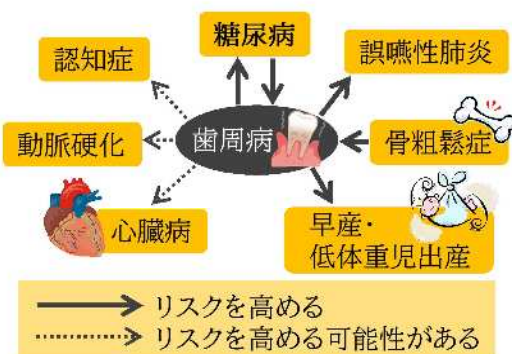 糖尿病
認知症
誤嚥性肺炎
動脈硬化
歯周病
骨粗鬆症
心臓病
早産・
低体重児出産
リスクを高める
リスクを高める可能性がある